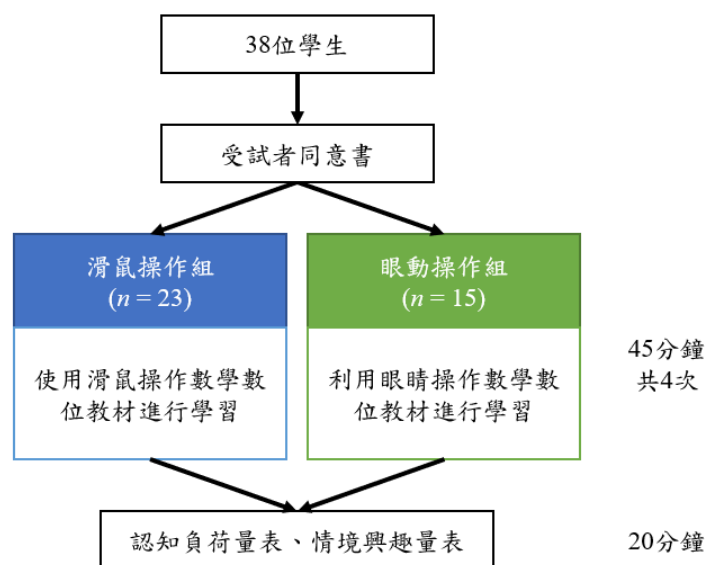 38位學生
受試者同意書
滑鼠操作組
(n = 23)
眼動操作組
(n = 15)
使用滑鼠操作數學數
位教材進行學習
利用眼睛操作數學數
位教材進行學習
45分鐘
共4次
認知負荷量表、情境興趣量表
20分鐘